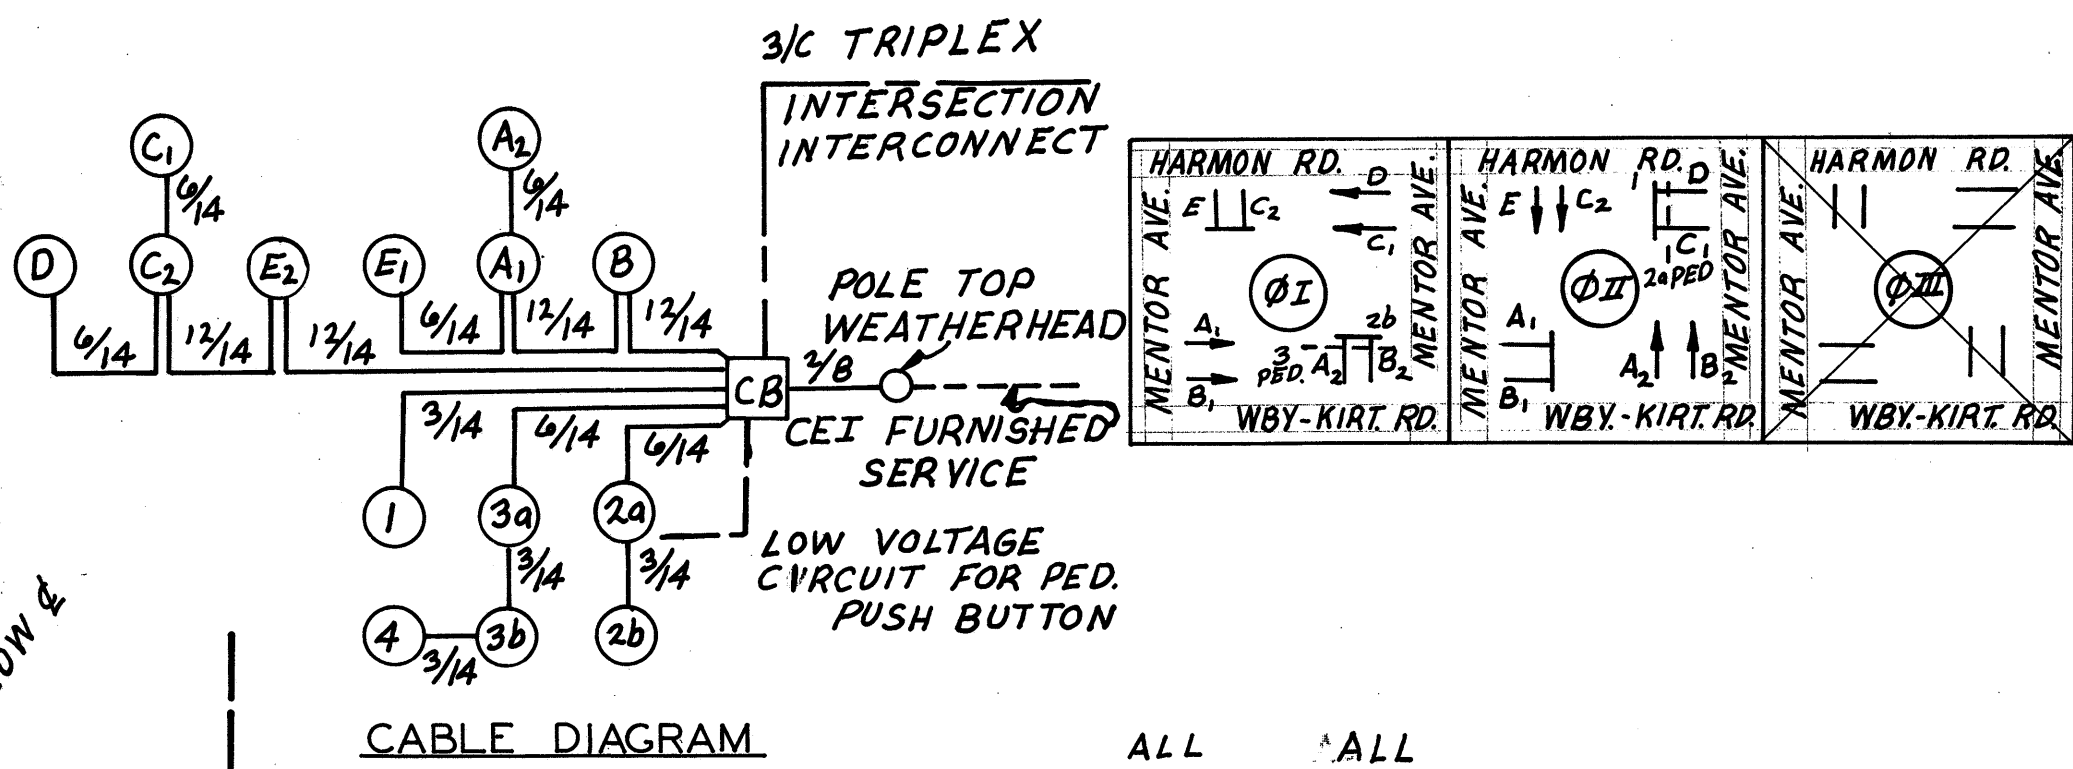 3/C TRIPLEX
INTERSECTION
INTERCONNECT
C1
6/14
A2
6/14
D
C2
E2
E1
A1
B
6/14
12/14
12/14
6/14
12/14
12/14
POLE TOP
WEATHERHEAD
CB
2/8
CEI FURNISHED
SERVICE
3/14
6/14
6/14
1
3a
2a
3/14
3/14
4
3b
2b
3/14
LOW VOLTAGE
CIRCUIT FOR PED.
PUSH BUTTON
CABLE DIAGRAM
HARMON RD.
MENTOR AVE.
MENTOR AVE.
E
C2
D
C1
ØI
A1
B1
3
PED.
A2
2b
B2
WBY-KIRT. RD.
HARMON RD.
MENTOR AVE.
MENTOR AVE.
E
C2
1
D
C1
2a PED
ØII
A1
B1
A2
B2
WBY.-KIRT. RD.
HARMON RD.
MENTOR AVE.
MENTOR AVE.
ØIII
WBY.-KIRT. RD.
OW ℄
ALL ALL